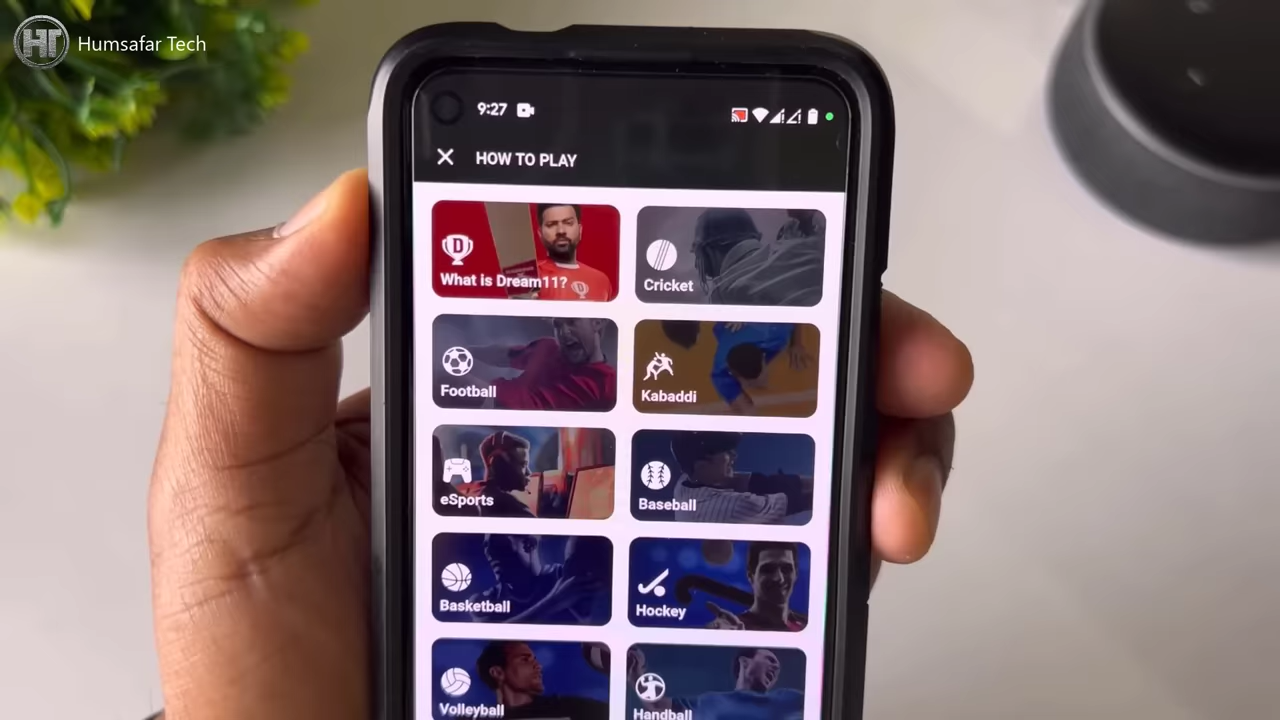 HT Humsafar Tech
9:27
HOW TO PLAY
D
What is Dream11?
Cricket
Football
Kabaddi
eSports
Baseball
Basketball
Hockey
Volleyball
Handball